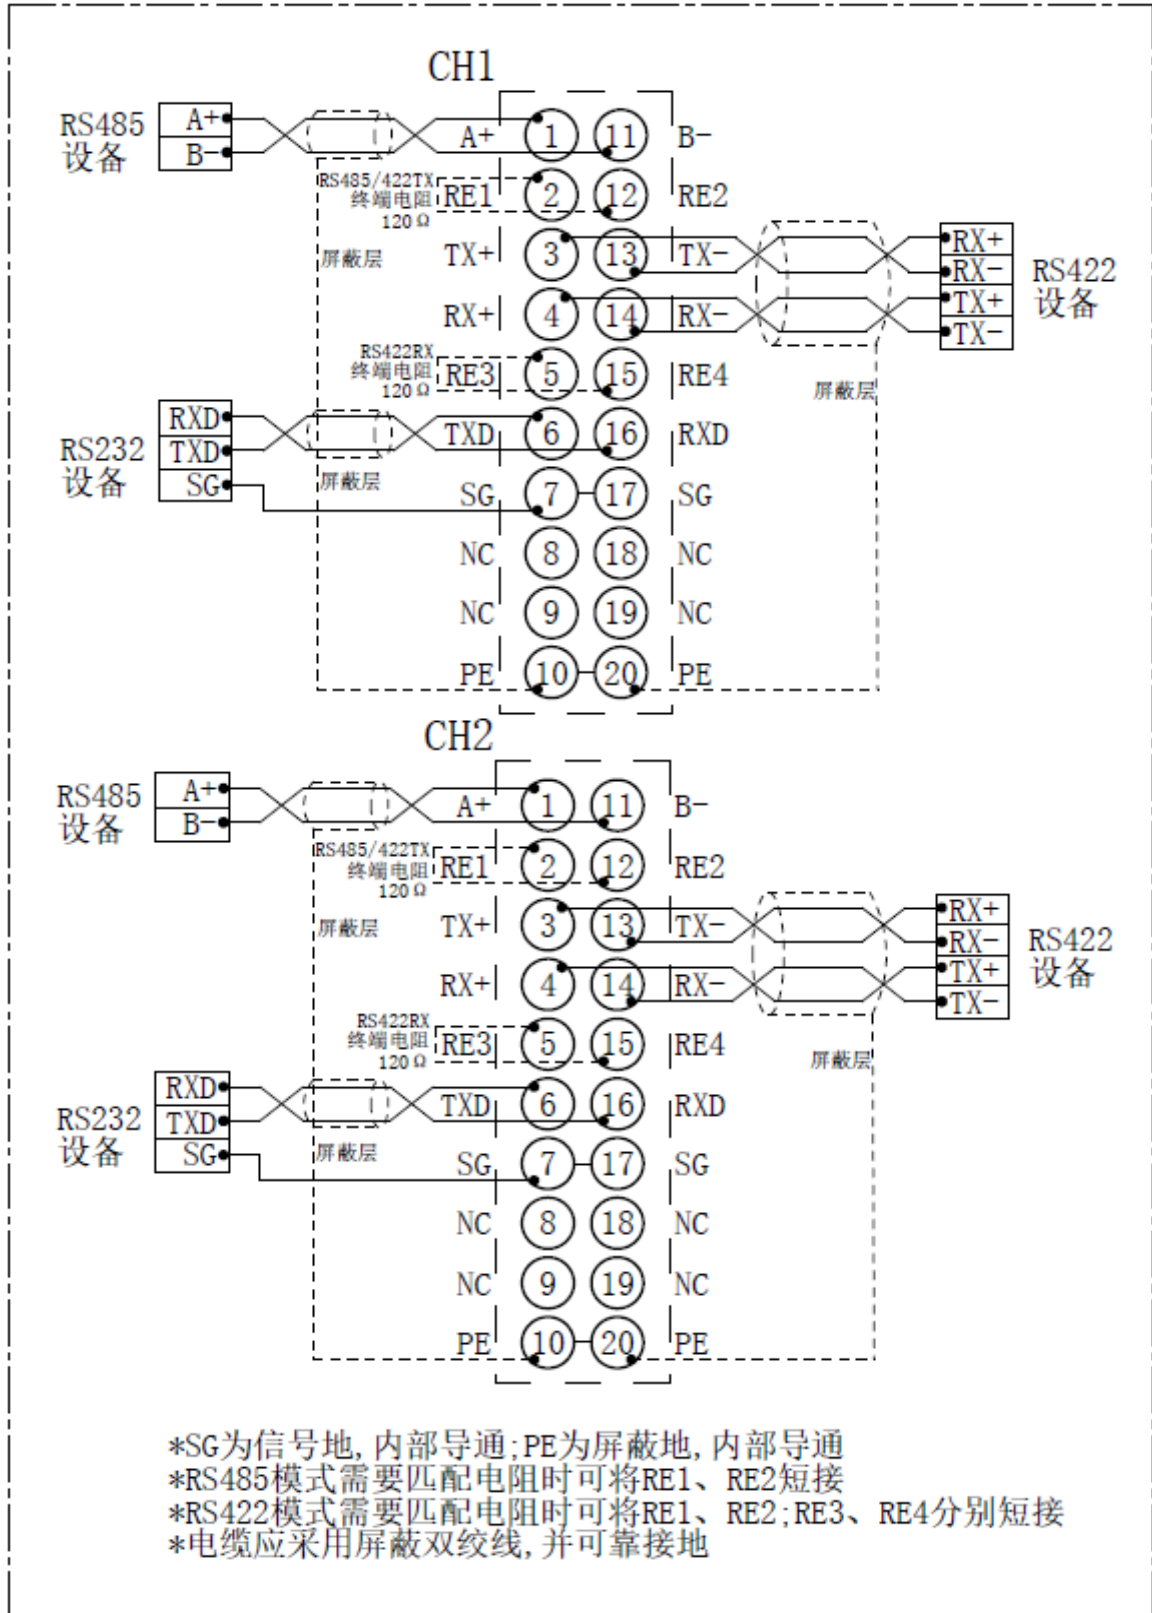 CH1
RS485
设备
A+
B-
A+ 1 11 B-
RS485/422TX
终端电阻
120Ω
RE1 2 12 RE2
屏蔽层
TX+ 3 13 TX-
RX+ 4 14 RX-
RX+
RX-
TX+
TX-
RS422
设备
屏蔽层
RS422RX
终端电阻
120Ω
RE3 5 15 RE4
RS232
设备
RXD
TXD
SG
屏蔽层
TXD 6 16 RXD
SG 7 17 SG
NC 8 18 NC
NC 9 19 NC
PE 10 20 PE
CH2
RS485
设备
A+
B-
A+ 1 11 B-
RS485/422TX
终端电阻
120Ω
RE1 2 12 RE2
屏蔽层
TX+ 3 13 TX-
RX+ 4 14 RX-
RX+
RX-
TX+
TX-
RS422
设备
屏蔽层
RS422RX
终端电阻
120Ω
RE3 5 15 RE4
RS232
设备
RXD
TXD
SG
屏蔽层
TXD 6 16 RXD
SG 7 17 SG
NC 8 18 NC
NC 9 19 NC
PE 10 20 PE
*SG为信号地,内部导通;PE为屏蔽地,内部导通
*RS485模式需要匹配电阻时可将RE1、RE2短接
*RS422模式需要匹配电阻时可将RE1、RE2;RE3、RE4分别短接
*电缆应采用屏蔽双绞线,并可靠接地